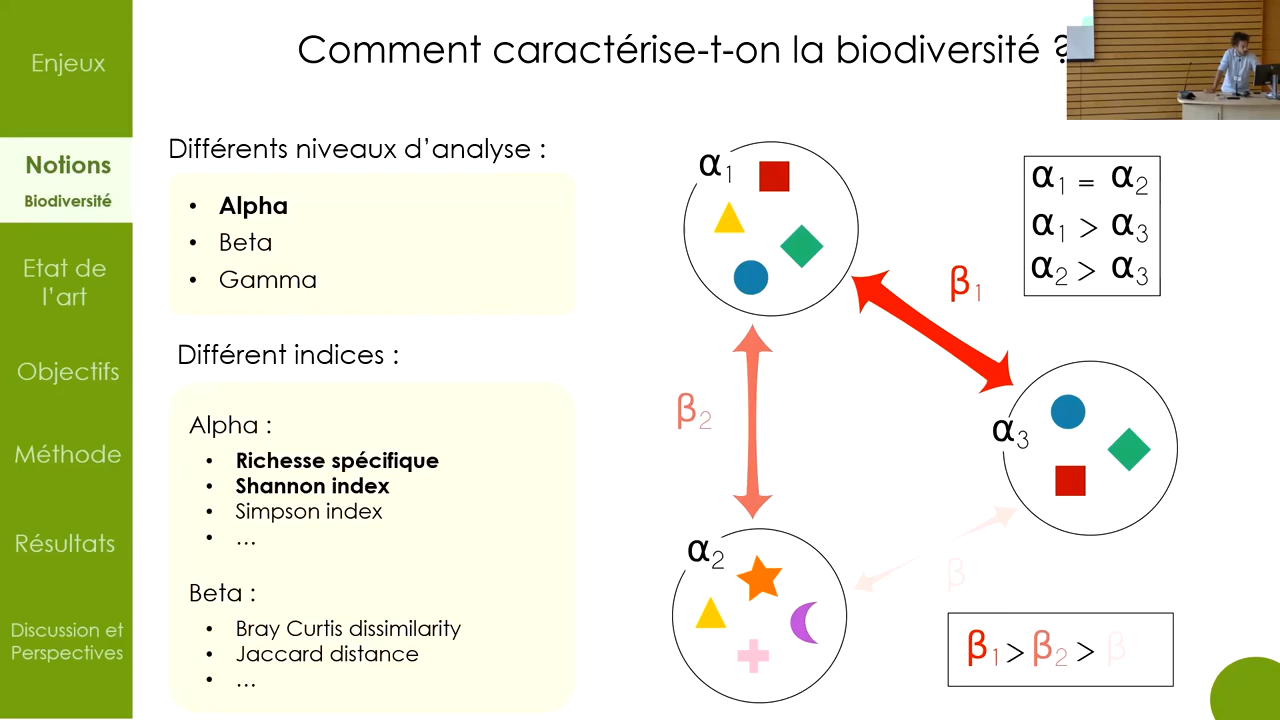 Comment caractérise-t-on la biodiversité ?
Enjeux
Notions
Biodiversité
Etat de
l'art
Objectifs
Méthode
Résultats
Discussion et
Perspectives
Différents niveaux d'analyse :
• Alpha
• Beta
• Gamma
Différent indices :
Alpha :
• Richesse spécifique
• Shannon index
• Simpson index
• ...
Beta :
• Bray Curtis dissimilarity
• Jaccard distance
• ...
α1
α1 = α2
α1 > α3
α2 > α3
β1
β2
α3
α2
β
β1 > β2 > β